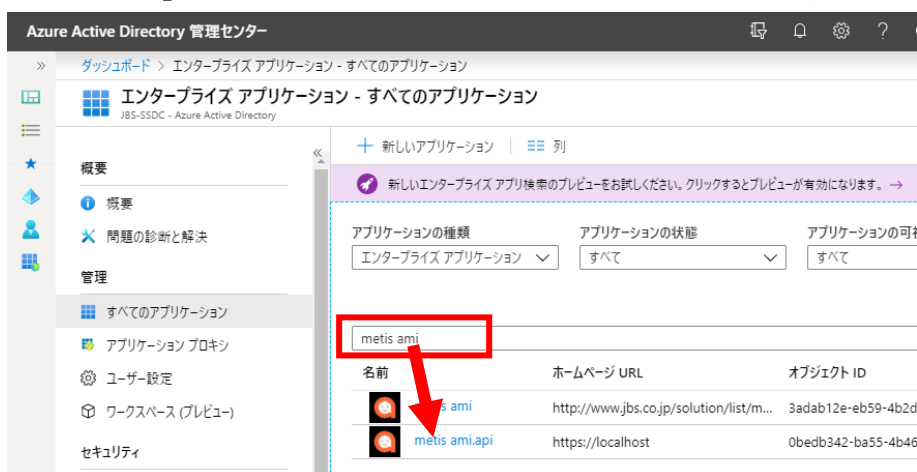 Azure Active Directory 管理センター
ダッシュボード > エンタープライズ アプリケーション - すべてのアプリケーション
エンタープライズ アプリケーション - すべてのアプリケーション
JBS-SSDC - Azure Active Directory
概要
概要
問題の診断と解決
管理
すべてのアプリケーション
アプリケーション プロキシ
ユーザー設定
ワークスペース (プレビュー)
セキュリティ
新しいアプリケーション
列
新しいエンタープライズ アプリ検索のプレビューをお試しください。クリックするとプレビューが有効になります。 →
アプリケーションの種類 アプリケーションの状態 アプリケーションの可
エンタープライズ アプリケーション すべて すべて
metis ami
名前 ホームページ URL オブジェクト ID
ami http://www.jbs.co.jp/solution/list/m... 3adab12e-eb59-4b2d
metis ami.api https://localhost 0bedb342-ba55-4b46